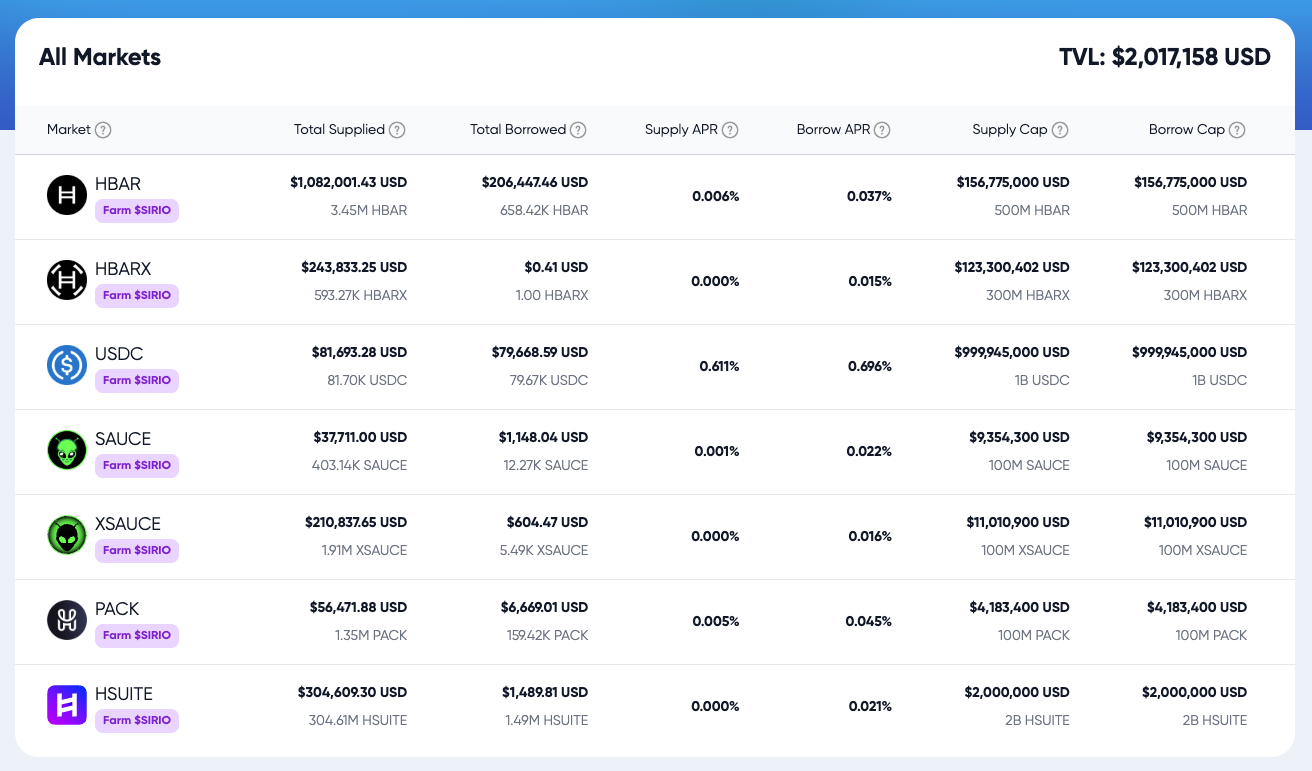 All Markets TVL: $2,017,158 USD
Market Total Supplied Total Borrowed Supply APR Borrow APR Supply Cap Borrow Cap
HBAR $1,082,001.43 USD $206,447.46 USD 0.006% 0.037% $156,775,000 USD $156,775,000 USD
Farm $SIRIO 3.45M HBAR 658.42K HBAR 500M HBAR 500M HBAR
HBARX $243,833.25 USD $0.41 USD 0.000% 0.015% $123,300,402 USD $123,300,402 USD
Farm $SIRIO 593.27K HBARX 1.00 HBARX 300M HBARX 300M HBARX
USDC $81,693.28 USD $79,668.59 USD 0.611% 0.696% $999,945,000 USD $999,945,000 USD
Farm $SIRIO 81.70K USDC 79.67K USDC 1B USDC 1B USDC
SAUCE $37,711.00 USD $1,148.04 USD 0.001% 0.022% $9,354,300 USD $9,354,300 USD
Farm $SIRIO 403.14K SAUCE 12.27K SAUCE 100M SAUCE 100M SAUCE
XSAUCE $210,837.65 USD $604.47 USD 0.000% 0.016% $11,010,900 USD $11,010,900 USD
Farm $SIRIO 1.91M XSAUCE 5.49K XSAUCE 100M XSAUCE 100M XSAUCE
PACK $56,471.88 USD $6,669.01 USD 0.005% 0.045% $4,183,400 USD $4,183,400 USD
Farm $SIRIO 1.35M PACK 159.42K PACK 100M PACK 100M PACK
HSUITE $304,609.30 USD $1,489.81 USD 0.000% 0.021% $2,000,000 USD $2,000,000 USD
Farm $SIRIO 304.61M HSUITE 1.49M HSUITE 2B HSUITE 2B HSUITE